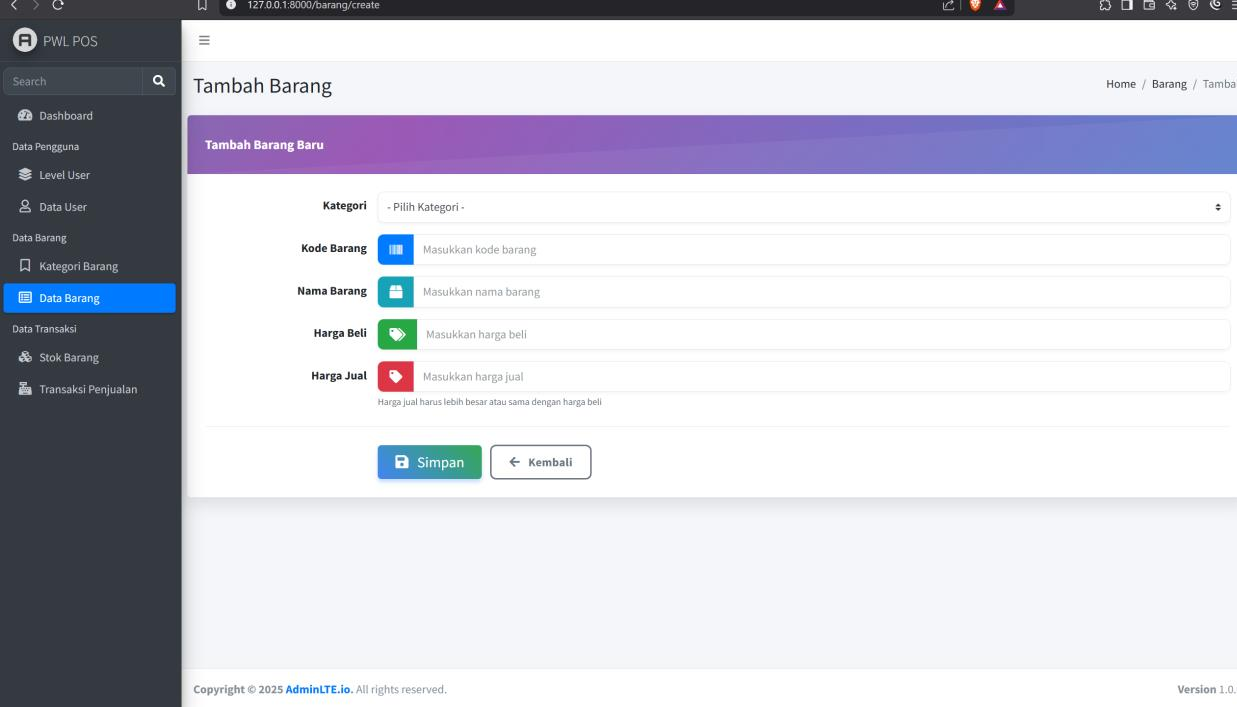 127.0.0.1:8000/barang/create
PWL POS
Search
Dashboard
Data Pengguna
Level User
Data User
Data Barang
Kategori Barang
Data Barang
Data Transaksi
Stok Barang
Transaksi Penjualan
Tambah Barang
Home / Barang / Tamba
Tambah Barang Baru
Kategori - Pilih Kategori -
Kode Barang Masukkan kode barang
Nama Barang Masukkan nama barang
Harga Beli Masukkan harga beli
Harga Jual Masukkan harga jual
Harga jual harus lebih besar atau sama dengan harga beli
Simpan Kembali
Copyright © 2025 AdminLTE.io. All rights reserved.
Version 1.0.